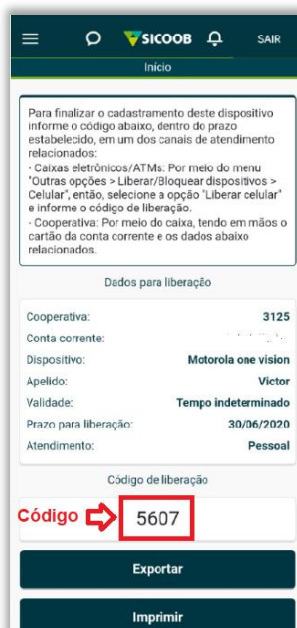 SICOOB SAIR
Início
Para finalizar o cadastramento deste dispositivo
informe o código abaixo, dentro do prazo
estabelecido, em um dos canais de atendimento
relacionados:
· Caixas eletrônicos/ATMs: Por meio do menu
"Outras opções > Liberar/Bloquear dispositivos >
Celular", então, selecione a opção "Liberar celular"
e informe o código de liberação.
· Cooperativa: Por meio do caixa, tendo em mãos o
cartão da conta corrente e os dados abaixo
relacionados.
Dados para liberação
Cooperativa: 3125
Conta corrente:
Dispositivo: Motorola one vision
Apelido: Victor
Validade: Tempo indeterminado
Prazo para liberação: 30/06/2020
Atendimento: Pessoal
Código de liberação
Código 5607
Exportar
Imprimir